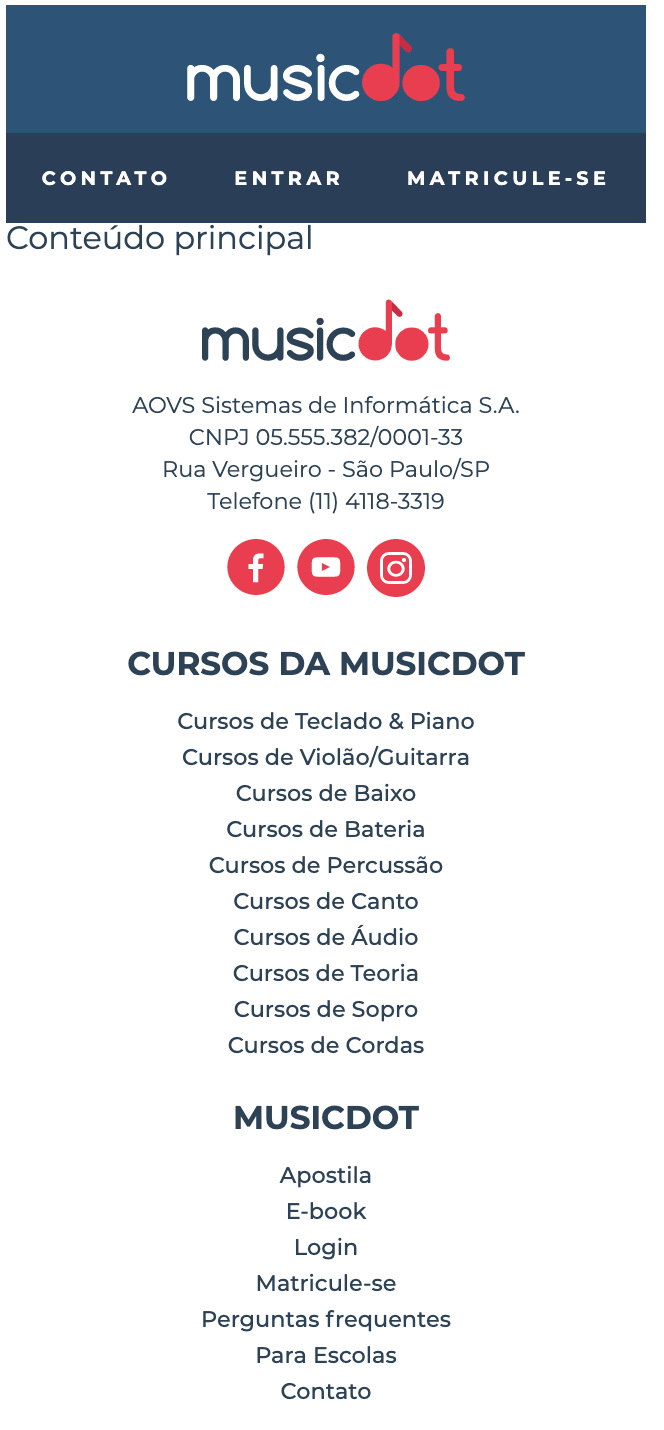 musicdot
CONTATO ENTRAR MATRICULE-SE
Conteúdo principal
musicdot
AOVS Sistemas de Informática S.A.
CNPJ 05.555.382/0001-33
Rua Vergueiro - São Paulo/SP
Telefone (11) 4118-3319
CURSOS DA MUSICDOT
Cursos de Teclado & Piano
Cursos de Violão/Guitarra
Cursos de Baixo
Cursos de Bateria
Cursos de Percussão
Cursos de Canto
Cursos de Áudio
Cursos de Teoria
Cursos de Sopro
Cursos de Cordas
MUSICDOT
Apostila
E-book
Login
Matricule-se
Perguntas frequentes
Para Escolas
Contato